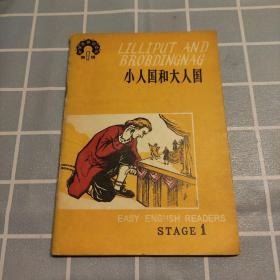 LILLIPUT AND
BROBDINGNAG
小人国和大人国
EASY ENGLISH READERS
STAGE 1